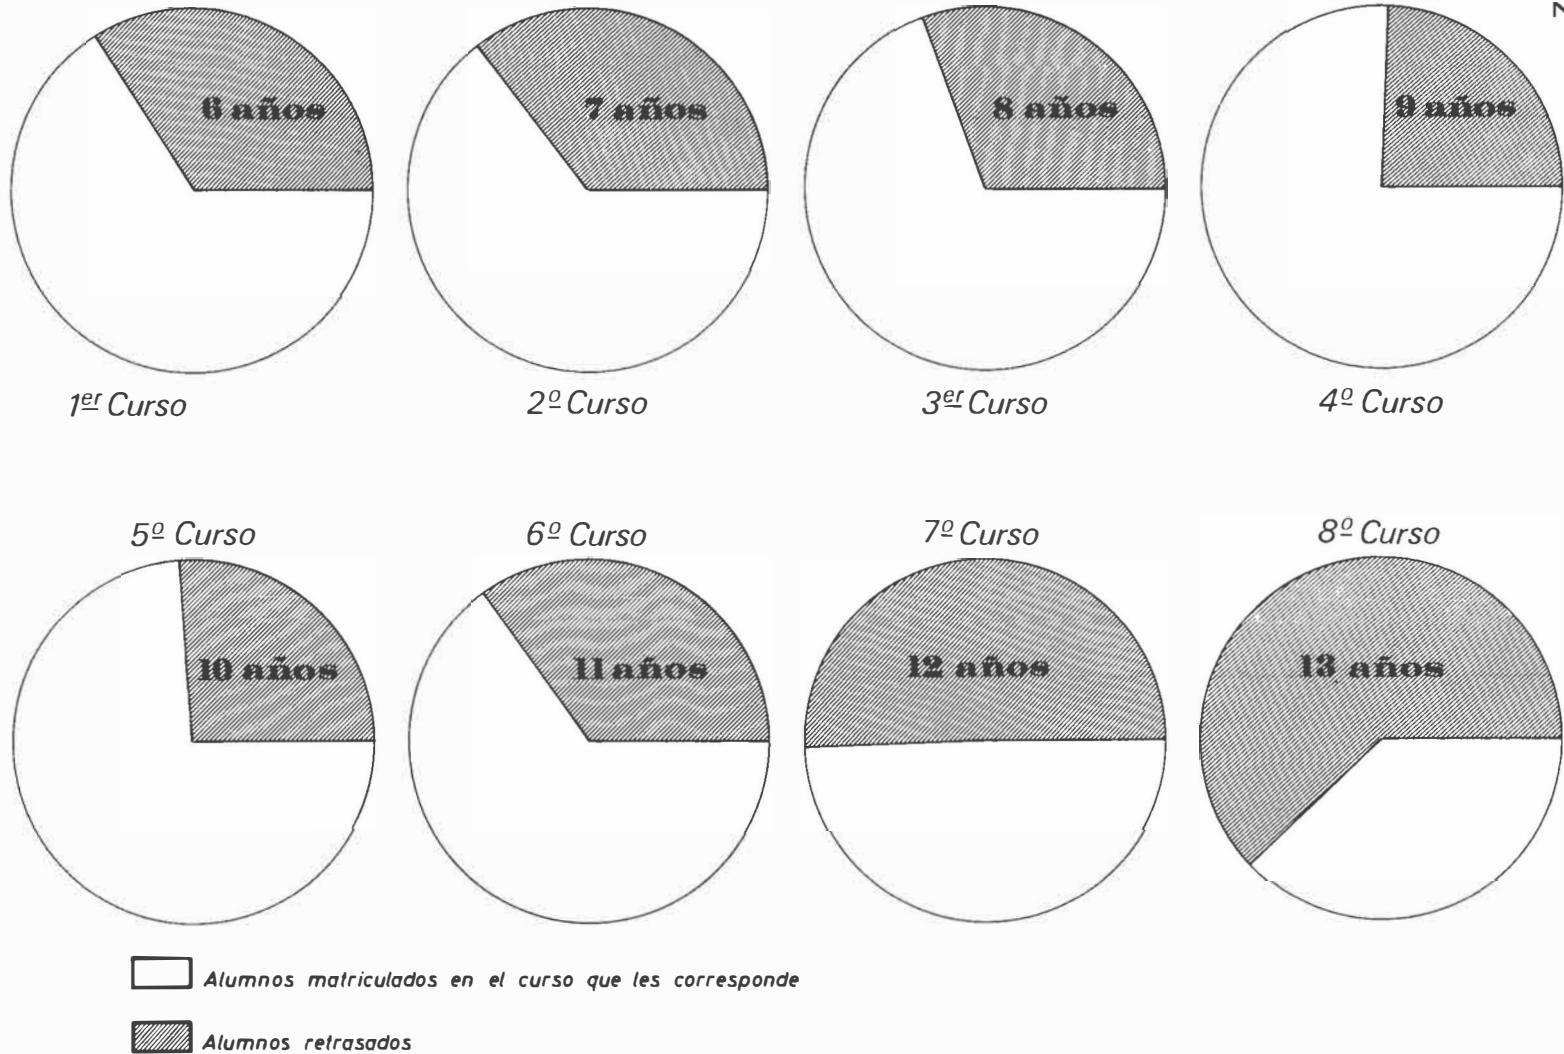 6 años
7 años
8 años
9 años
1er Curso
2º Curso
3er Curso
4º Curso
5º Curso
6º Curso
7º Curso
8º Curso
10 años
11 años
12 años
13 años
Alumnos matriculados en el curso que les corresponde
Alumnos retrasados